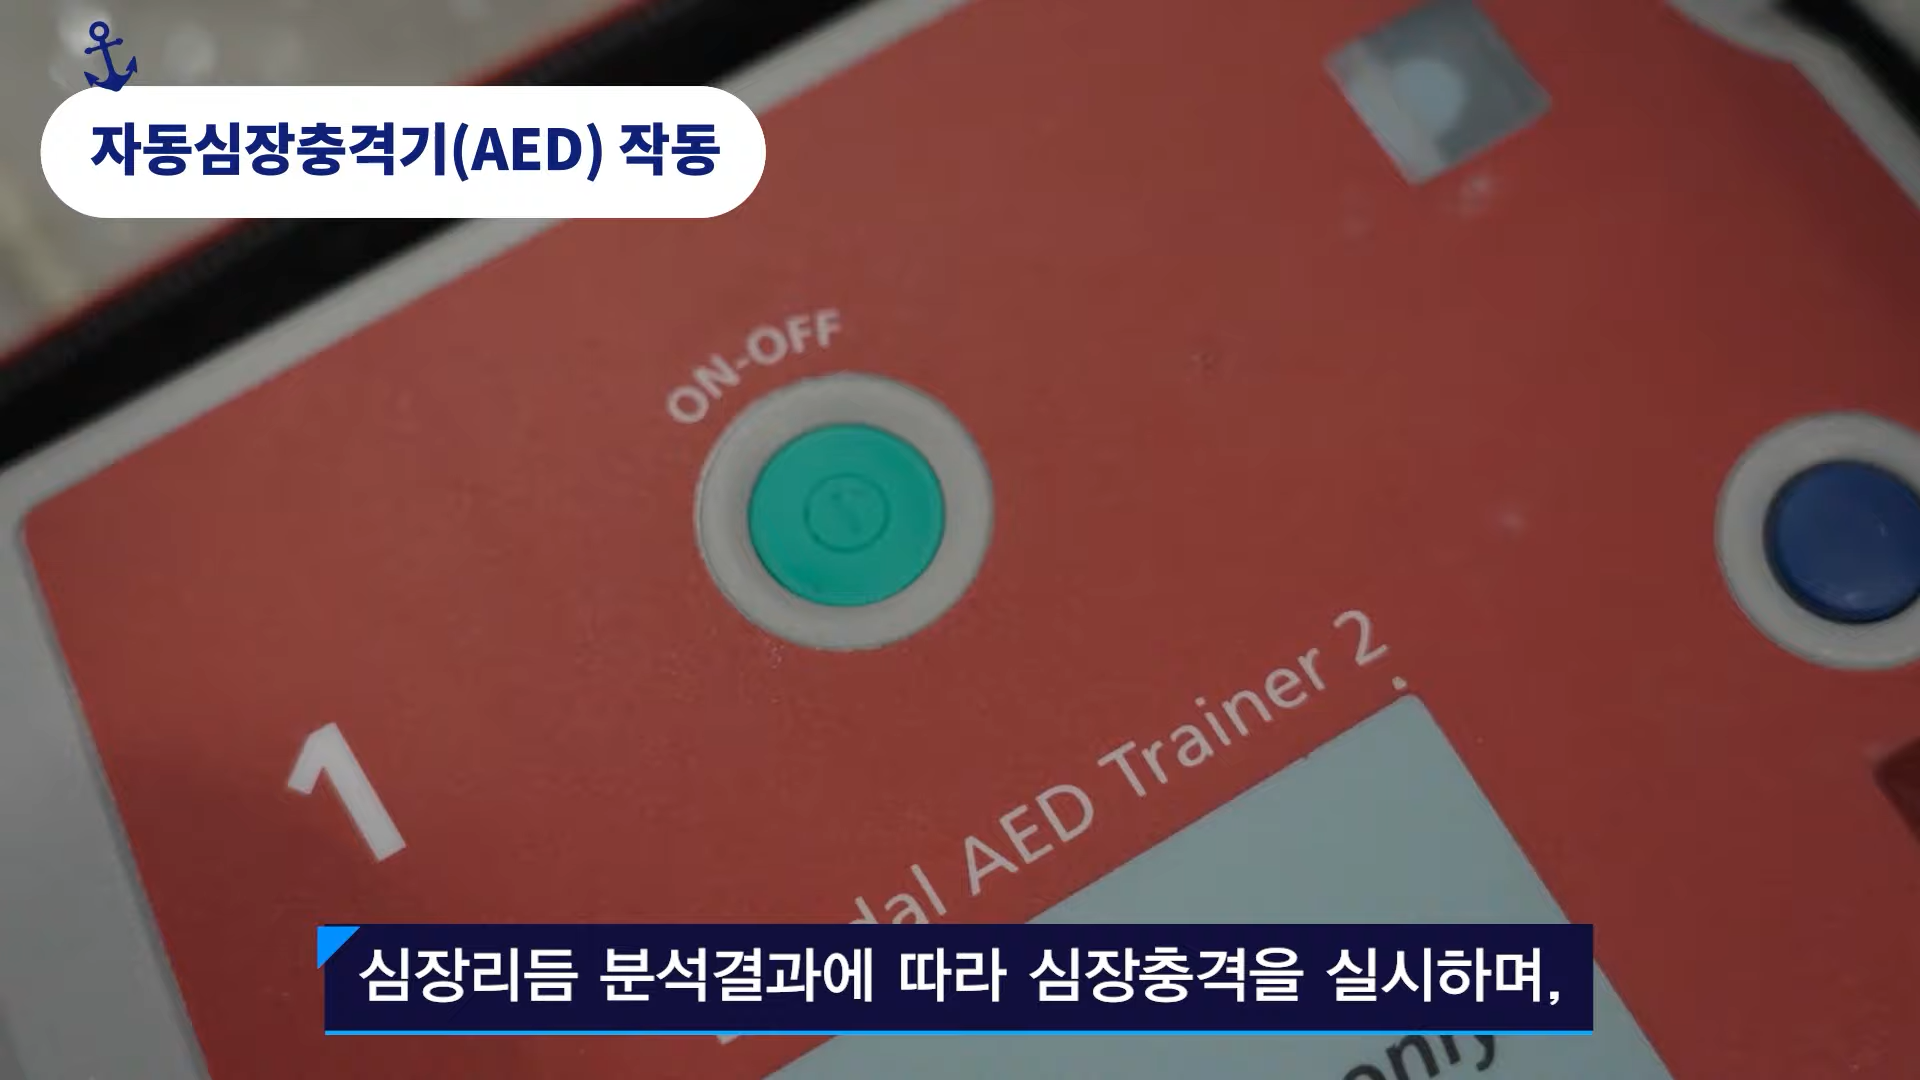 자동심장충격기(AED) 작동
ON-OFF
1
AED Trainer 2
심장리듬 분석결과에 따라 심장충격을 실시하며,
only